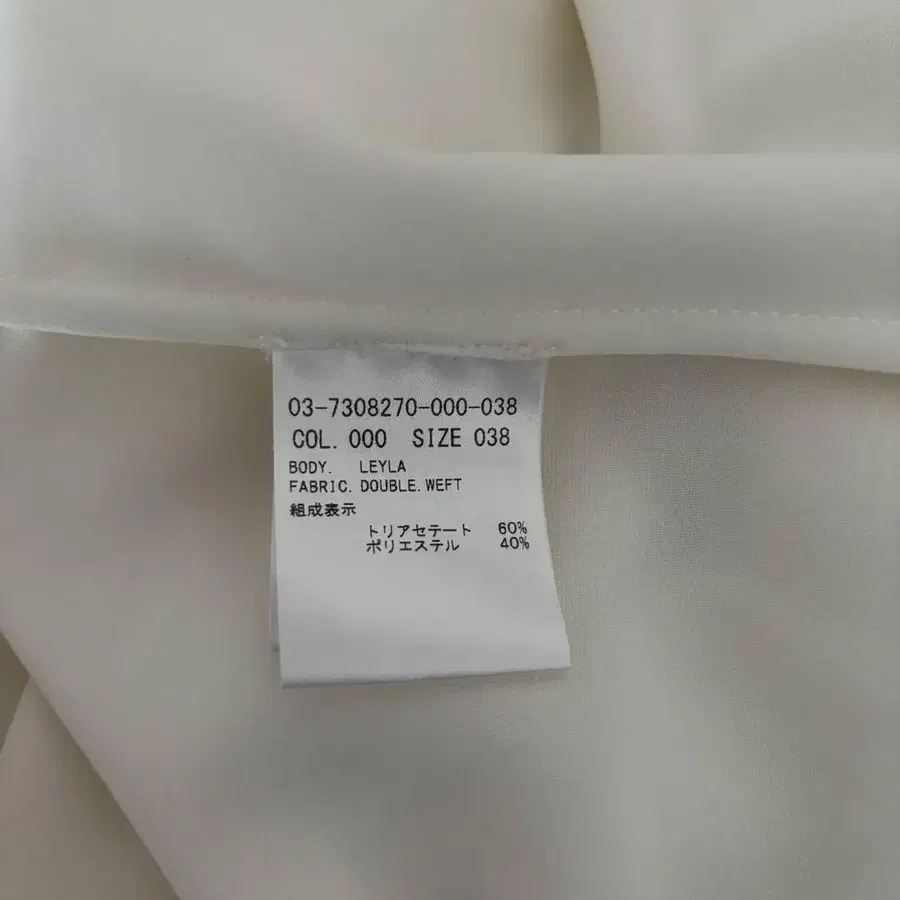 03-7308270-000-038
COL. 000 SIZE 038
BODY. LEYLA
FABRIC. DOUBLE. WEFT
組成表示
トリアセテート 60%
ポリエステル 40%